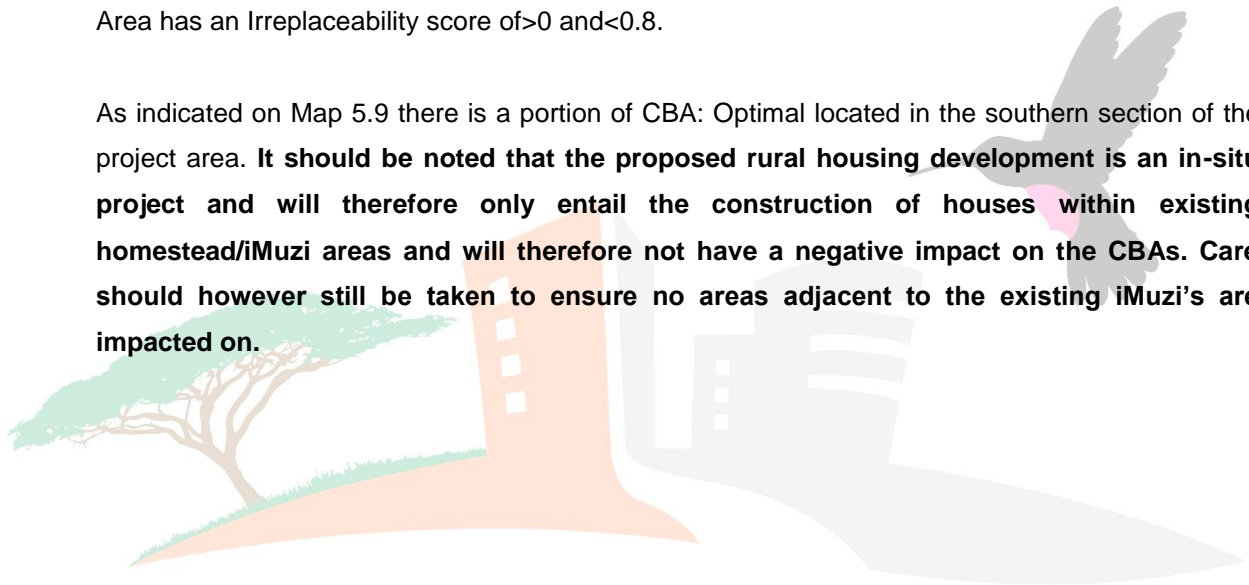 Area has an Irreplaceability score of>0 and<0.8.
As indicated on Map 5.9 there is a portion of CBA: Optimal located in the southern section of the
project area. It should be noted that the proposed rural housing development is an in-situ
project and will therefore only entail the construction of houses within existing
homestead/iMuzi areas and will therefore not have a negative impact on the CBAs. Care
should however still be taken to ensure no areas adjacent to the existing iMuzi’s are
impacted on.